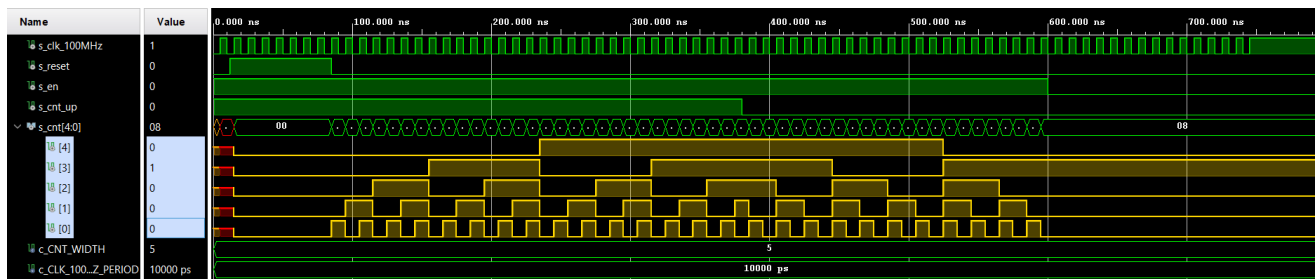 Name Value 0.000 ns 100.000 ns 200.000 ns 300.000 ns 400.000 ns 500.000 ns 600.000 ns 700.000 ns
s_clk_100MHz 1
s_reset 0
s_en 0
s_cnt_up 0
s_cnt[4:0] 08 00 08
[4] 0
[3] 1
[2] 0
[1] 0
[0] 0
c_CNT_WIDTH 5 5
c_CLK_100...Z_PERIOD 10000 ps 10000 ps